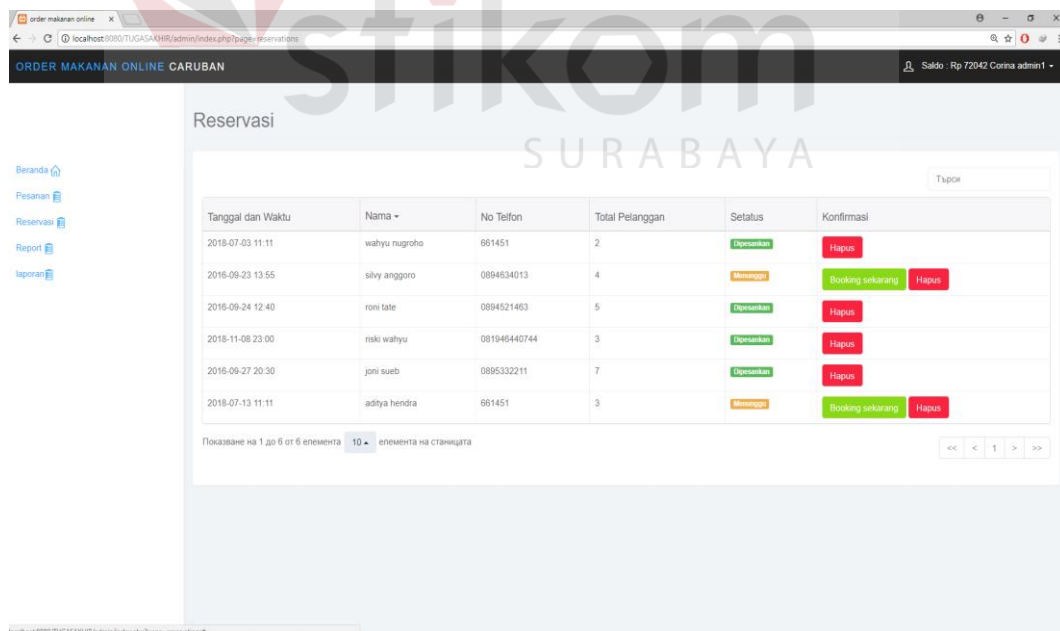 order makanan online
localhost:8080/TUGASAKHIR/admin/index.php?page=reservations
ORDER MAKANAN ONLINE CARUBAN
Saldo : Rp 72042 Corina admin1
stikom
SURABAYA
Reservasi
Beranda
Pesanan
Reservasi
Report
laporan
Търси
Tanggal dan Waktu Nama No Telfon Total Pelanggan Setatus Konfirmasi
2018-07-03 11:11 wahyu nugroho 661451 2 Dipesankan Hapus
2016-09-23 13:55 silvy anggoro 0894634013 4 Menunggu Booking sekarang Hapus
2016-09-24 12:40 roni tate 0894521463 5 Dipesankan Hapus
2018-11-08 23:00 riski wahyu 081946440744 3 Dipesankan Hapus
2016-09-27 20:30 joni sueb 0895332211 7 Dipesankan Hapus
2018-07-13 11:11 aditya hendra 661451 3 Menunggu Booking sekarang Hapus
Показване на 1 до 6 от 6 елемента 10 елемента на станицата
<< < 1 > >>